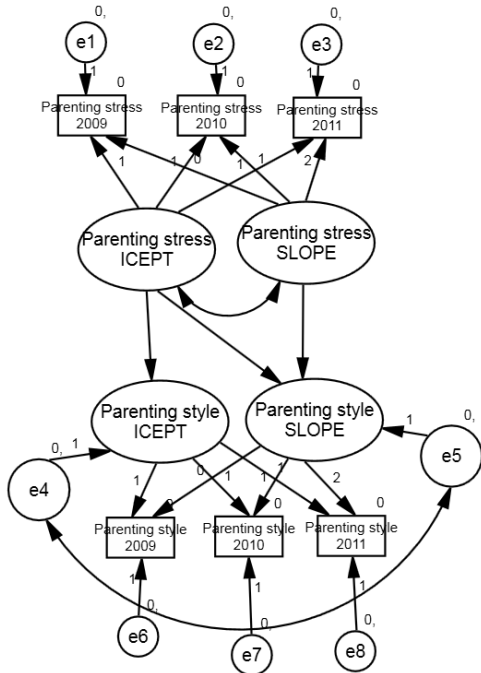 0,
0,
0,
e1
e2
e3
1
0
1
0
1
0
Parenting stress
2009
Parenting stress
2010
Parenting stress
2011
1
1
0
1
1
2
Parenting stress
ICEPT
Parenting stress
SLOPE
Parenting style
ICEPT
Parenting style
SLOPE
0,
1
1
0,
e4
e5
1
0
1
1
1
2
0
0
0
Parenting style
2009
Parenting style
2010
Parenting style
2011
1
1
1
0,
0,
0,
e6
e7
e8